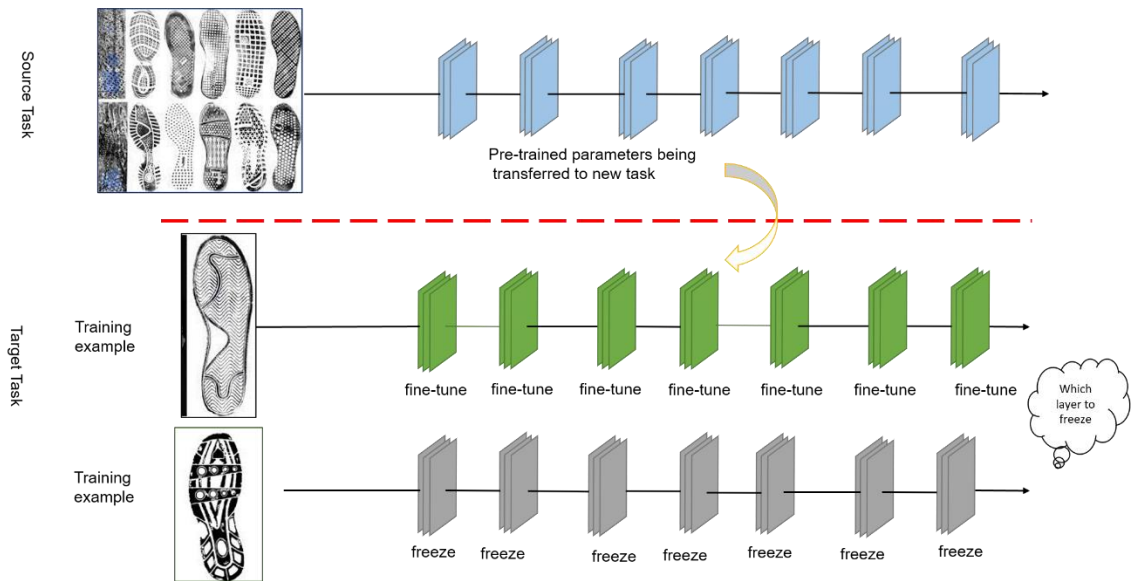 Source Task
Pre-trained parameters being
transferred to new task
Target Task
Training
example
fine-tune fine-tune fine-tune fine-tune fine-tune fine-tune fine-tune
Which
layer to
freeze
Training
example
freeze freeze freeze freeze freeze freeze freeze